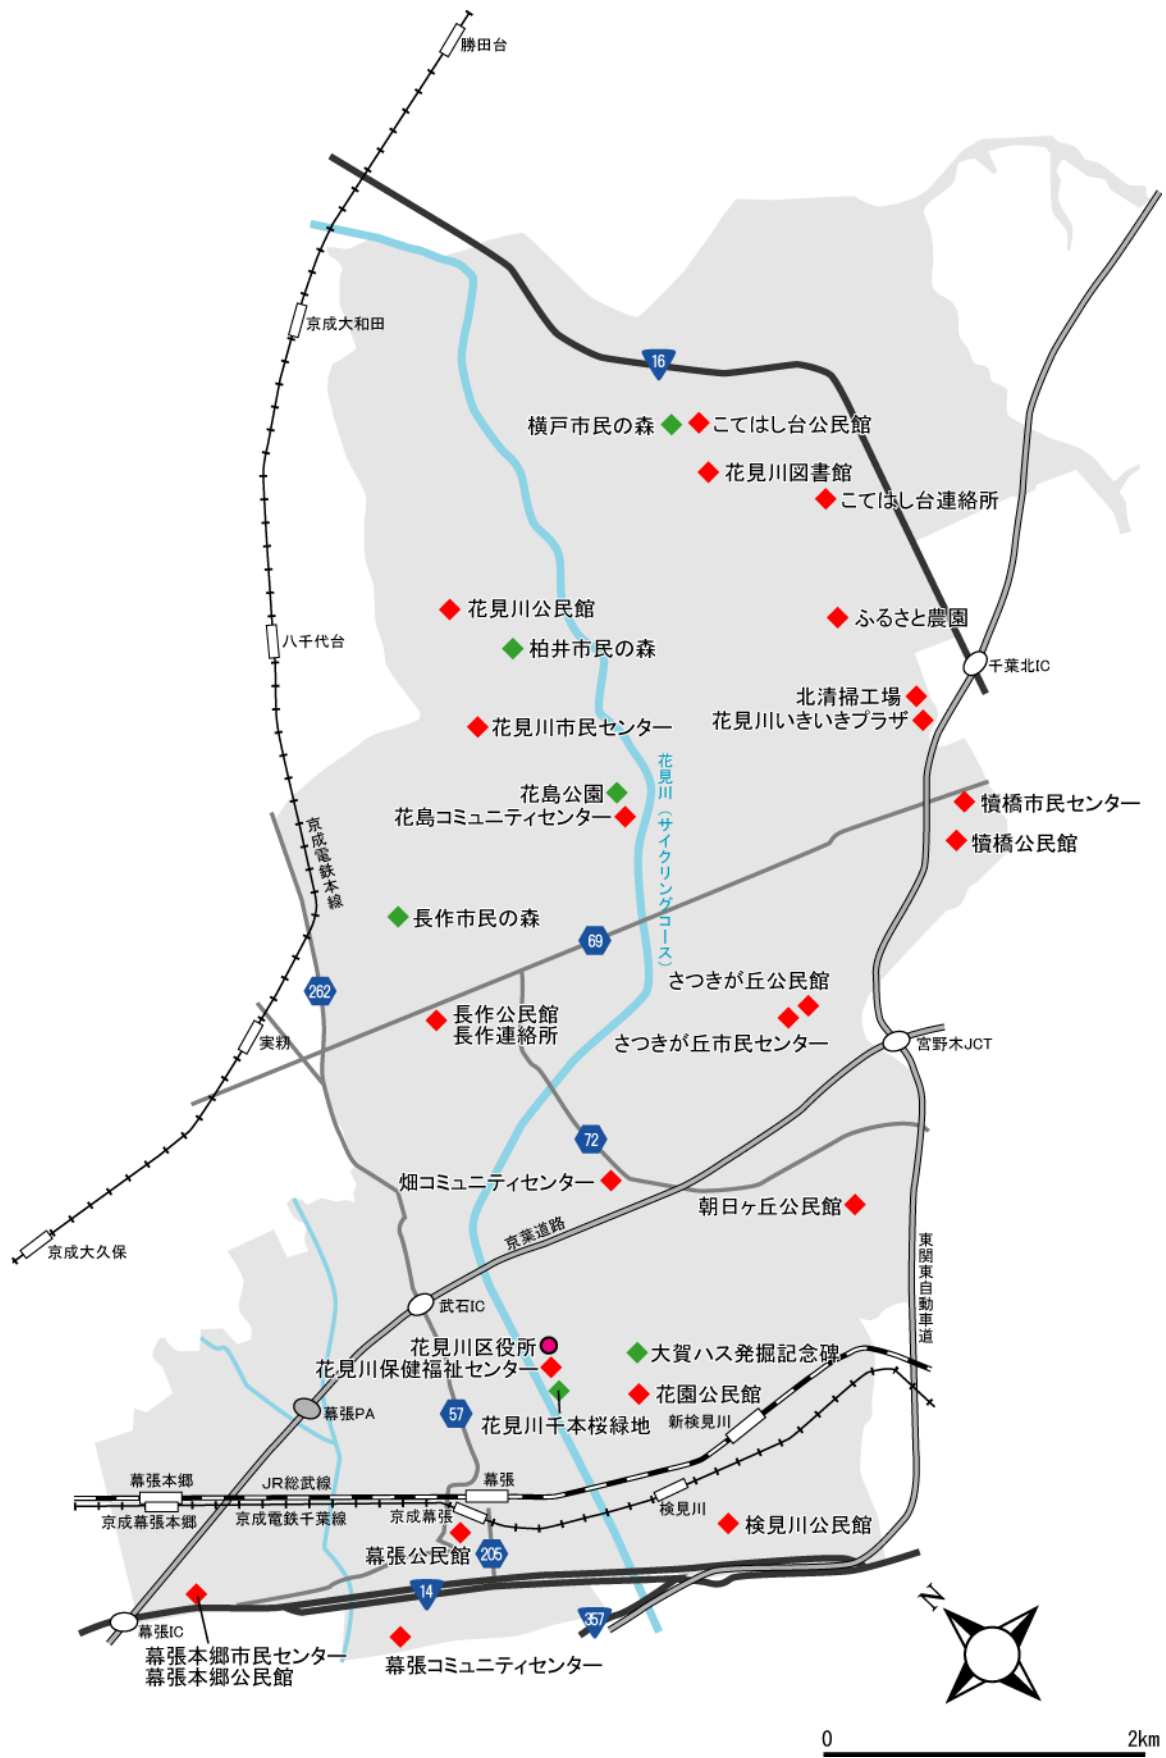 勝田台
京成大和田
16
横戸市民の森
こてはし台公民館
花見川図書館
こてはし台連絡所
花見川公民館
ふるさと農園
八千代台
柏井市民の森
千葉北IC
北清掃工場
花見川いきいきプラザ
花見川市民センター
花見川（サイクリングコース）
花島公園
花島コミュニティセンター
犢橋市民センター
犢橋公民館
京成電鉄本線
長作市民の森
69
262
さつきが丘公民館
長作公民館
長作連絡所
さつきが丘市民センター
実籾
宮野木JCT
72
畑コミュニティセンター
朝日ヶ丘公民館
京葉道路
京成大久保
東関東自動車道
武石IC
花見川区役所
花見川保健福祉センター
大賀ハス発掘記念碑
花園公民館
幕張PA
57
花見川千本桜緑地
新検見川
幕張本郷
JR総武線
幕張
京成幕張本郷
京成電鉄千葉線
京成幕張
検見川
検見川公民館
幕張公民館
205
14
357
幕張IC
幕張本郷市民センター
幕張本郷公民館
幕張コミュニティセンター
N
0
2km